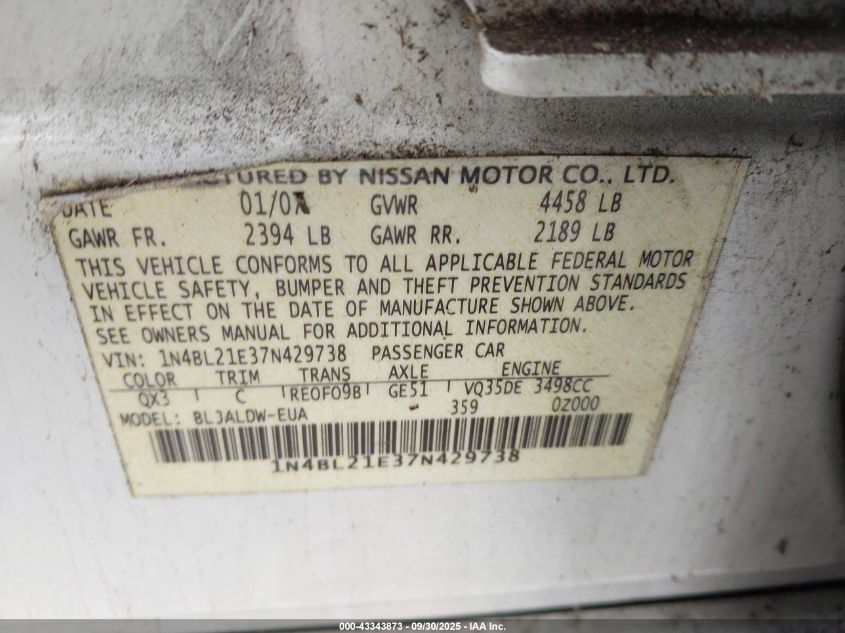 TURED BY NISSAN MOTOR CO., LTD.
DATE 01/07 GVWR 4458 LB
GAWR FR. 2394 LB GAWR RR. 2189 LB
THIS VEHICLE CONFORMS TO ALL APPLICABLE FEDERAL MOTOR
VEHICLE SAFETY, BUMPER AND THEFT PREVENTION STANDARDS
IN EFFECT ON THE DATE OF MANUFACTURE SHOWN ABOVE.
SEE OWNERS MANUAL FOR ADDITIONAL INFORMATION.
VIN: 1N4BL21E37N429738 PASSENGER CAR
COLOR TRIM TRANS AXLE ENGINE
QX3 C RE0F09B GE51 VQ35DE 3498CC
MODEL: BLJALDW-EUA - 359 0Z000
1N4BL21E37N429738
000-43343873 - 09/30/2025 - IAA Inc.